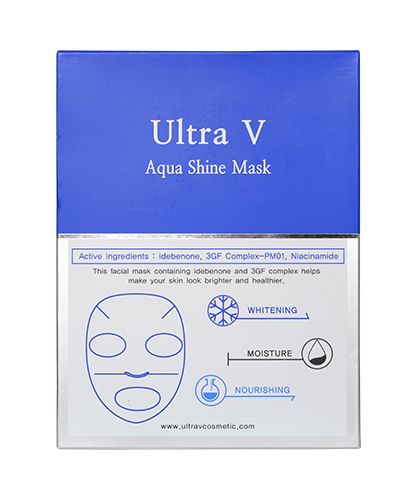 Ultra V
Aqua Shine Mask
Active ingredients : Idebenone, 3GF Complex-PM01, Niacinamide
This facial mask containing idebenone and 3GF complex helps
make your skin look brighter and healthier.
WHITENING
MOISTURE
NOURISHING
www.ultravcosmetic.com